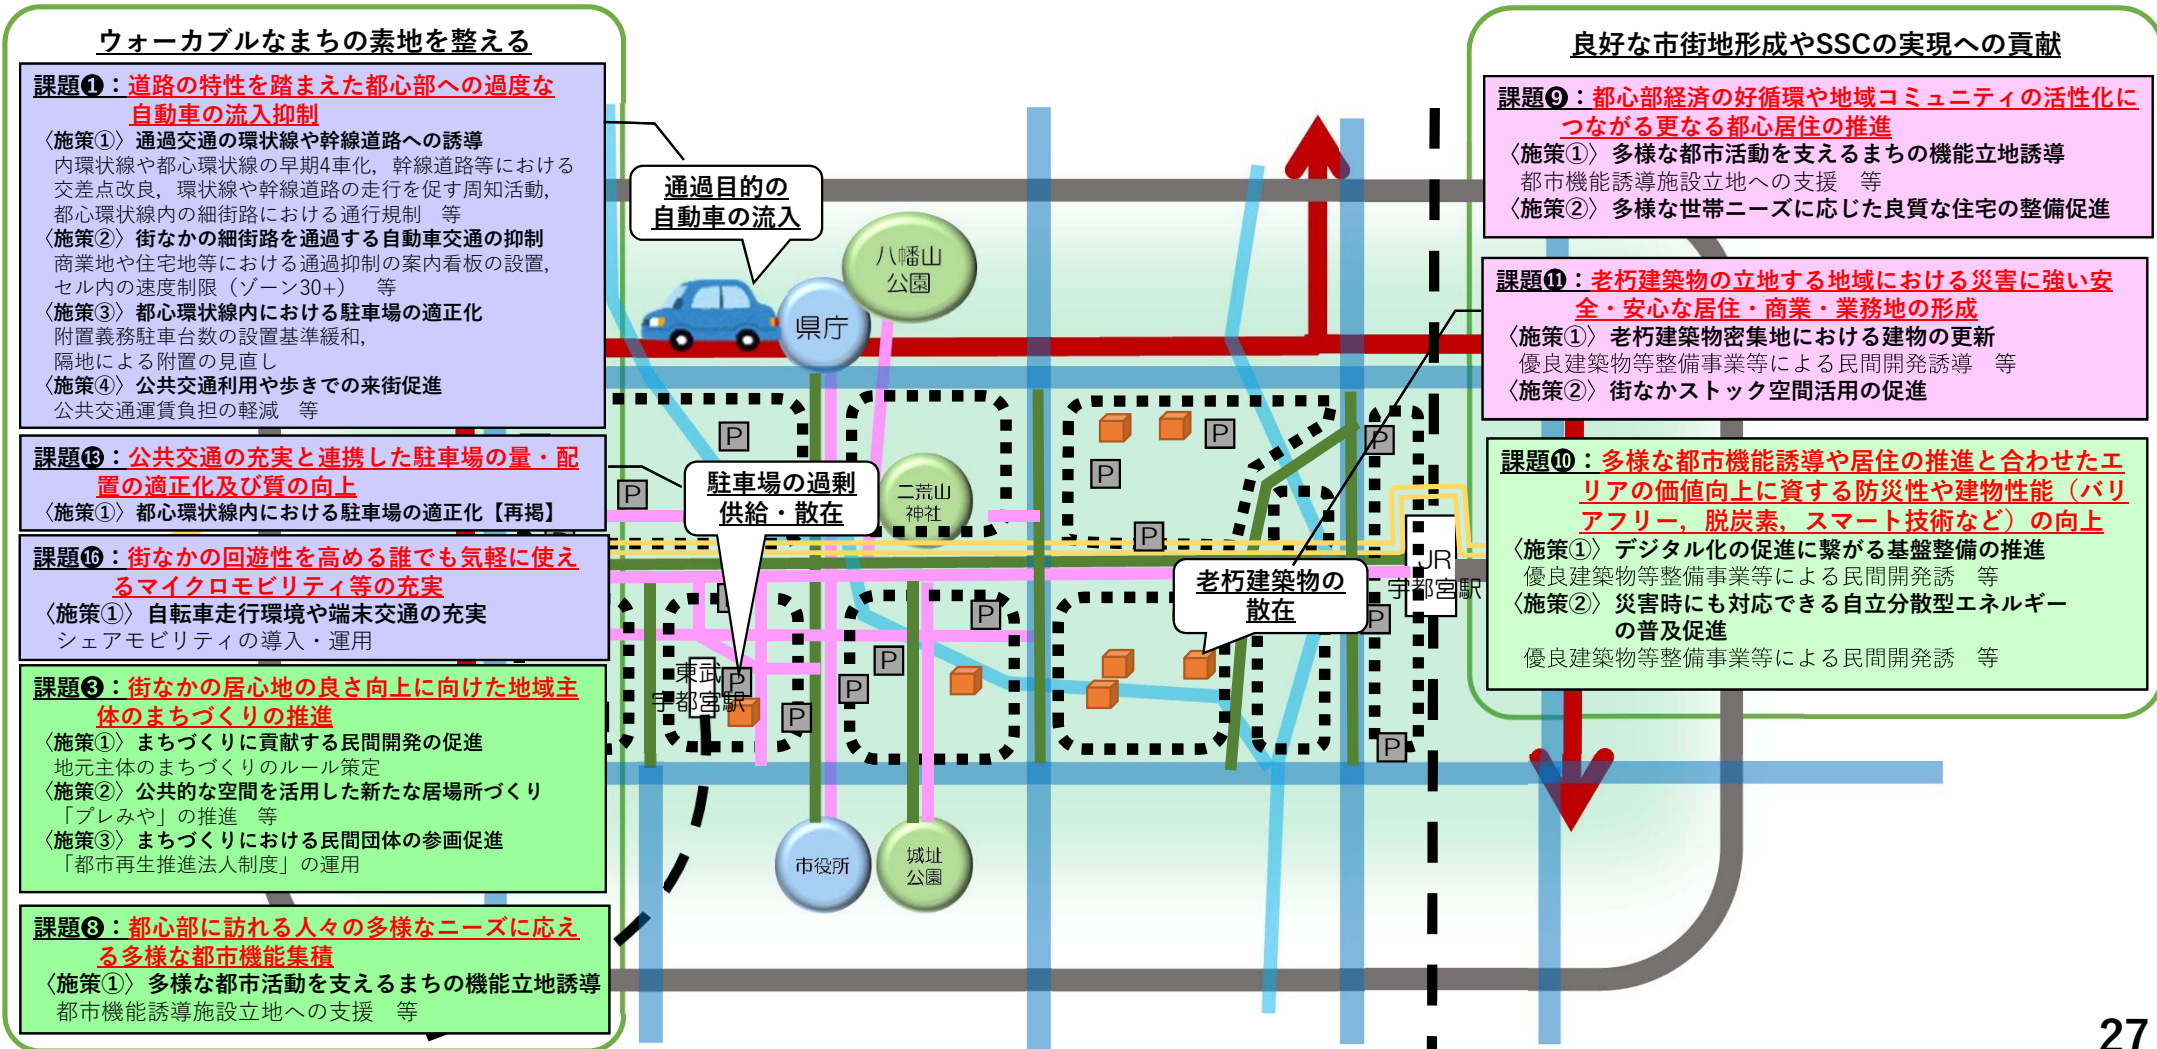 ウォーカブルなまちの素地を整える
課題❶：道路の特性を踏まえた都心部への過度な
自動車の流入抑制
〈施策①〉通過交通の環状線や幹線道路への誘導
内環状線や都心環状線の早期4車化，幹線道路等における
交差点改良，環状線や幹線道路の走行を促す周知活動，
都心環状線内の細街路における通行規制　等
〈施策②〉街なかの細街路を通過する自動車交通の抑制
商業地や住宅地等における通過抑制の案内看板の設置，
セル内の速度制限（ゾーン30+）　等
〈施策③〉都心環状線内における駐車場の適正化
附置義務駐車台数の設置基準緩和，
隔地による附置の見直し
〈施策④〉公共交通利用や歩きでの来街促進
公共交通運賃負担の軽減　等
課題⓭：公共交通の充実と連携した駐車場の量・配
置の適正化及び質の向上
〈施策①〉都心環状線内における駐車場の適正化【再掲】
課題⓰：街なかの回遊性を高める誰でも気軽に使え
るマイクロモビリティ等の充実
〈施策①〉自転車走行環境や端末交通の充実
シェアモビリティの導入・運用
課題❸：街なかの居心地の良さ向上に向けた地域主
体のまちづくりの推進
〈施策①〉まちづくりに貢献する民間開発の促進
地元主体のまちづくりのルール策定
〈施策②〉公共的な空間を活用した新たな居場所づくり
「プレみや」の推進　等
〈施策③〉まちづくりにおける民間団体の参画促進
「都市再生推進法人制度」の運用
課題❽：都心部に訪れる人々の多様なニーズに応え
る多様な都市機能集積
〈施策①〉多様な都市活動を支えるまちの機能立地誘導
都市機能誘導施設立地への支援　等
通過目的の
自動車の流入
八幡山
公園
県庁
P
P
P
P
P
駐車場の過剰
供給・散在
二荒山
神社
P
JR
宇都宮駅
老朽建築物の
散在
P
P
P
P
東武
宇都宮駅
P
P
P
P
市役所
城址
公園
良好な市街地形成やSSCの実現への貢献
課題❾：都心部経済の好循環や地域コミュニティの活性化に
つながる更なる都心居住の推進
〈施策①〉多様な都市活動を支えるまちの機能立地誘導
都市機能誘導施設立地への支援　等
〈施策②〉多様な世帯ニーズに応じた良質な住宅の整備促進
課題⓫：老朽建築物の立地する地域における災害に強い安
全・安心な居住・商業・業務地の形成
〈施策①〉老朽建築物密集地における建物の更新
優良建築物等整備事業等による民間開発誘導　等
〈施策②〉街なかストック空間活用の促進
課題❿：多様な都市機能誘導や居住の推進と合わせたエ
リアの価値向上に資する防災性や建物性能（バリ
アフリー，脱炭素，スマート技術など）の向上
〈施策①〉デジタル化の促進に繋がる基盤整備の推進
優良建築物等整備事業等による民間開発誘　等
〈施策②〉災害時にも対応できる自立分散型エネルギー
の普及促進
優良建築物等整備事業等による民間開発誘　等
27